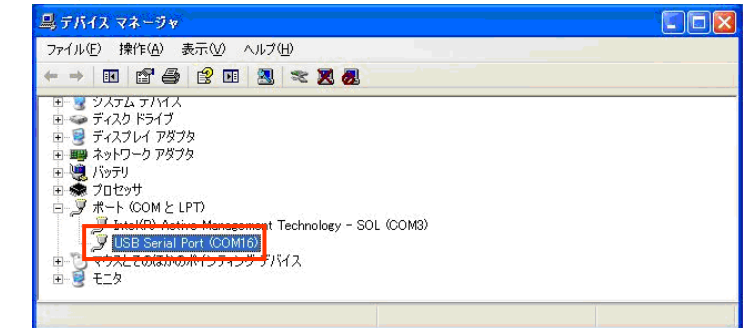 デバイス マネージャ
ファイル(F) 操作(A) 表示(V) ヘルプ(H)
システム デバイス
ディスク ドライブ
ディスプレイ アダプタ
ネットワーク アダプタ
バッテリ
プロセッサ
ポート (COM と LPT)
Intel(R) Active Management Technology - SOL (COM3)
USB Serial Port (COM16)
マウスとそのほかのポインティング デバイス
モニタ